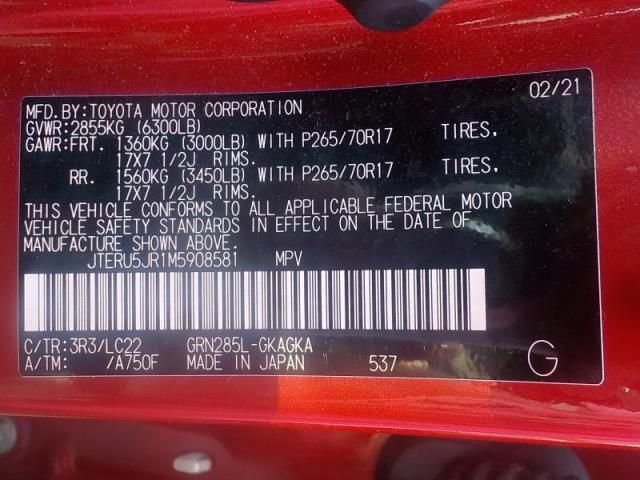 MFD.BY:TOYOTA MOTOR CORPORATION 02/21
GVWR:2855KG (6300LB)
GAWR:FRT. 1360KG (3000LB) WITH P265/70R17 TIRES.
17X7 1/2J RIMS.
RR. 1560KG (3450LB) WITH P265/70R17 TIRES.
17X7 1/2J RIMS.
THIS VEHICLE CONFORMS TO ALL APPLICABLE FEDERAL MOTOR
VEHICLE SAFETY STANDARDS IN EFFECT ON THE DATE OF
MANUFACTURE SHOWN ABOVE.
JTERU5JR1M5908581 MPV
C/TR:3R3/LC22 GRN285L-GKAGKA
A/TM: /A750F MADE IN JAPAN 537 G